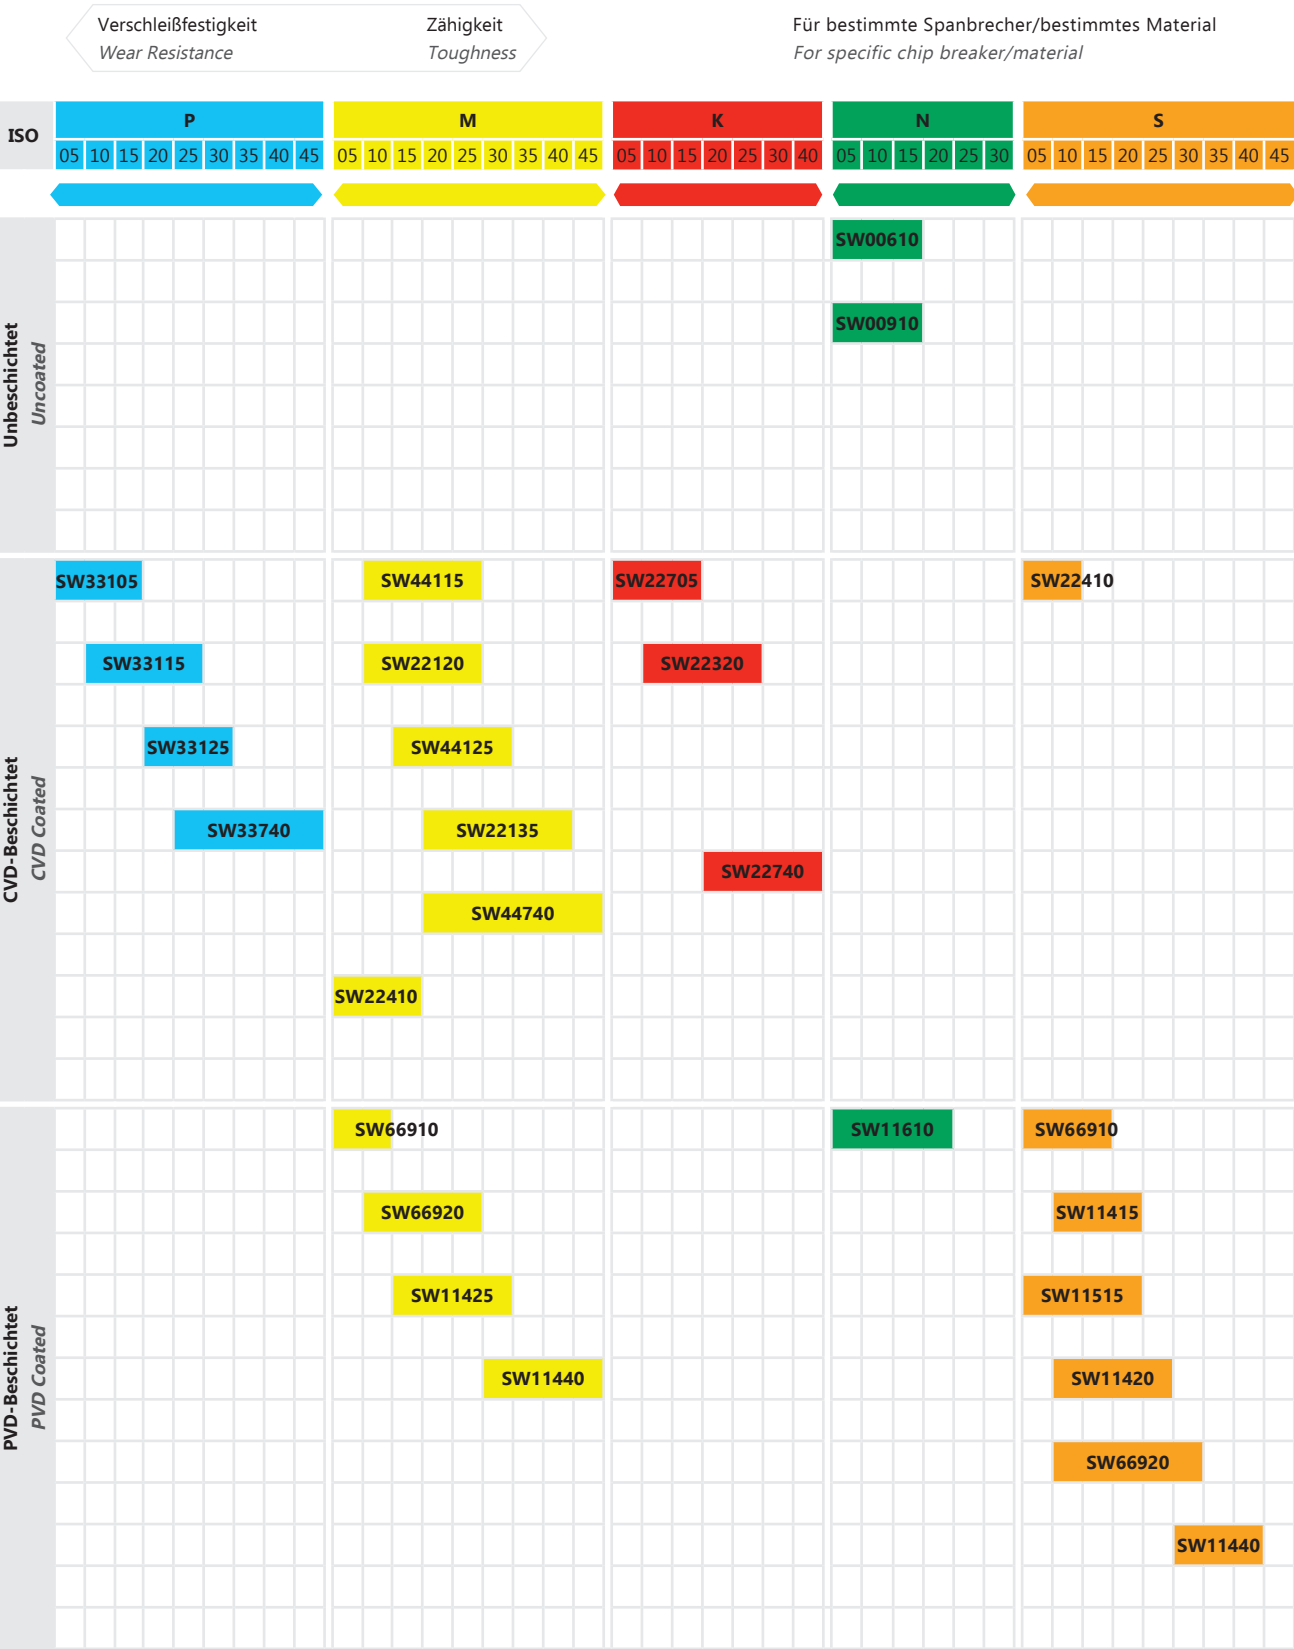 Verschleißfestigkeit Zähigkeit Für bestimmte Spanbrecher/bestimmtes Material
Wear Resistance Toughness For specific chip breaker/material
ISO P M K N S
05 10 15 20 25 30 35 40 45 05 10 15 20 25 30 35 40 45 05 10 15 20 25 30 40 05 10 15 20 25 30 05 10 15 20 25 30 35 40 45
Unbeschichtet
Uncoated
SW00610
SW00910
CVD-Beschichtet
CVD Coated
SW33105 SW44115 SW22705 SW22410
SW33115 SW22120 SW22320
SW33125 SW44125
SW33740 SW22135
SW22740
SW44740
SW22410
PVD-Beschichtet
PVD Coated
SW66910 SW11610 SW66910
SW66920 SW11415
SW11425 SW11515
SW11440 SW11420
SW66920
SW11440